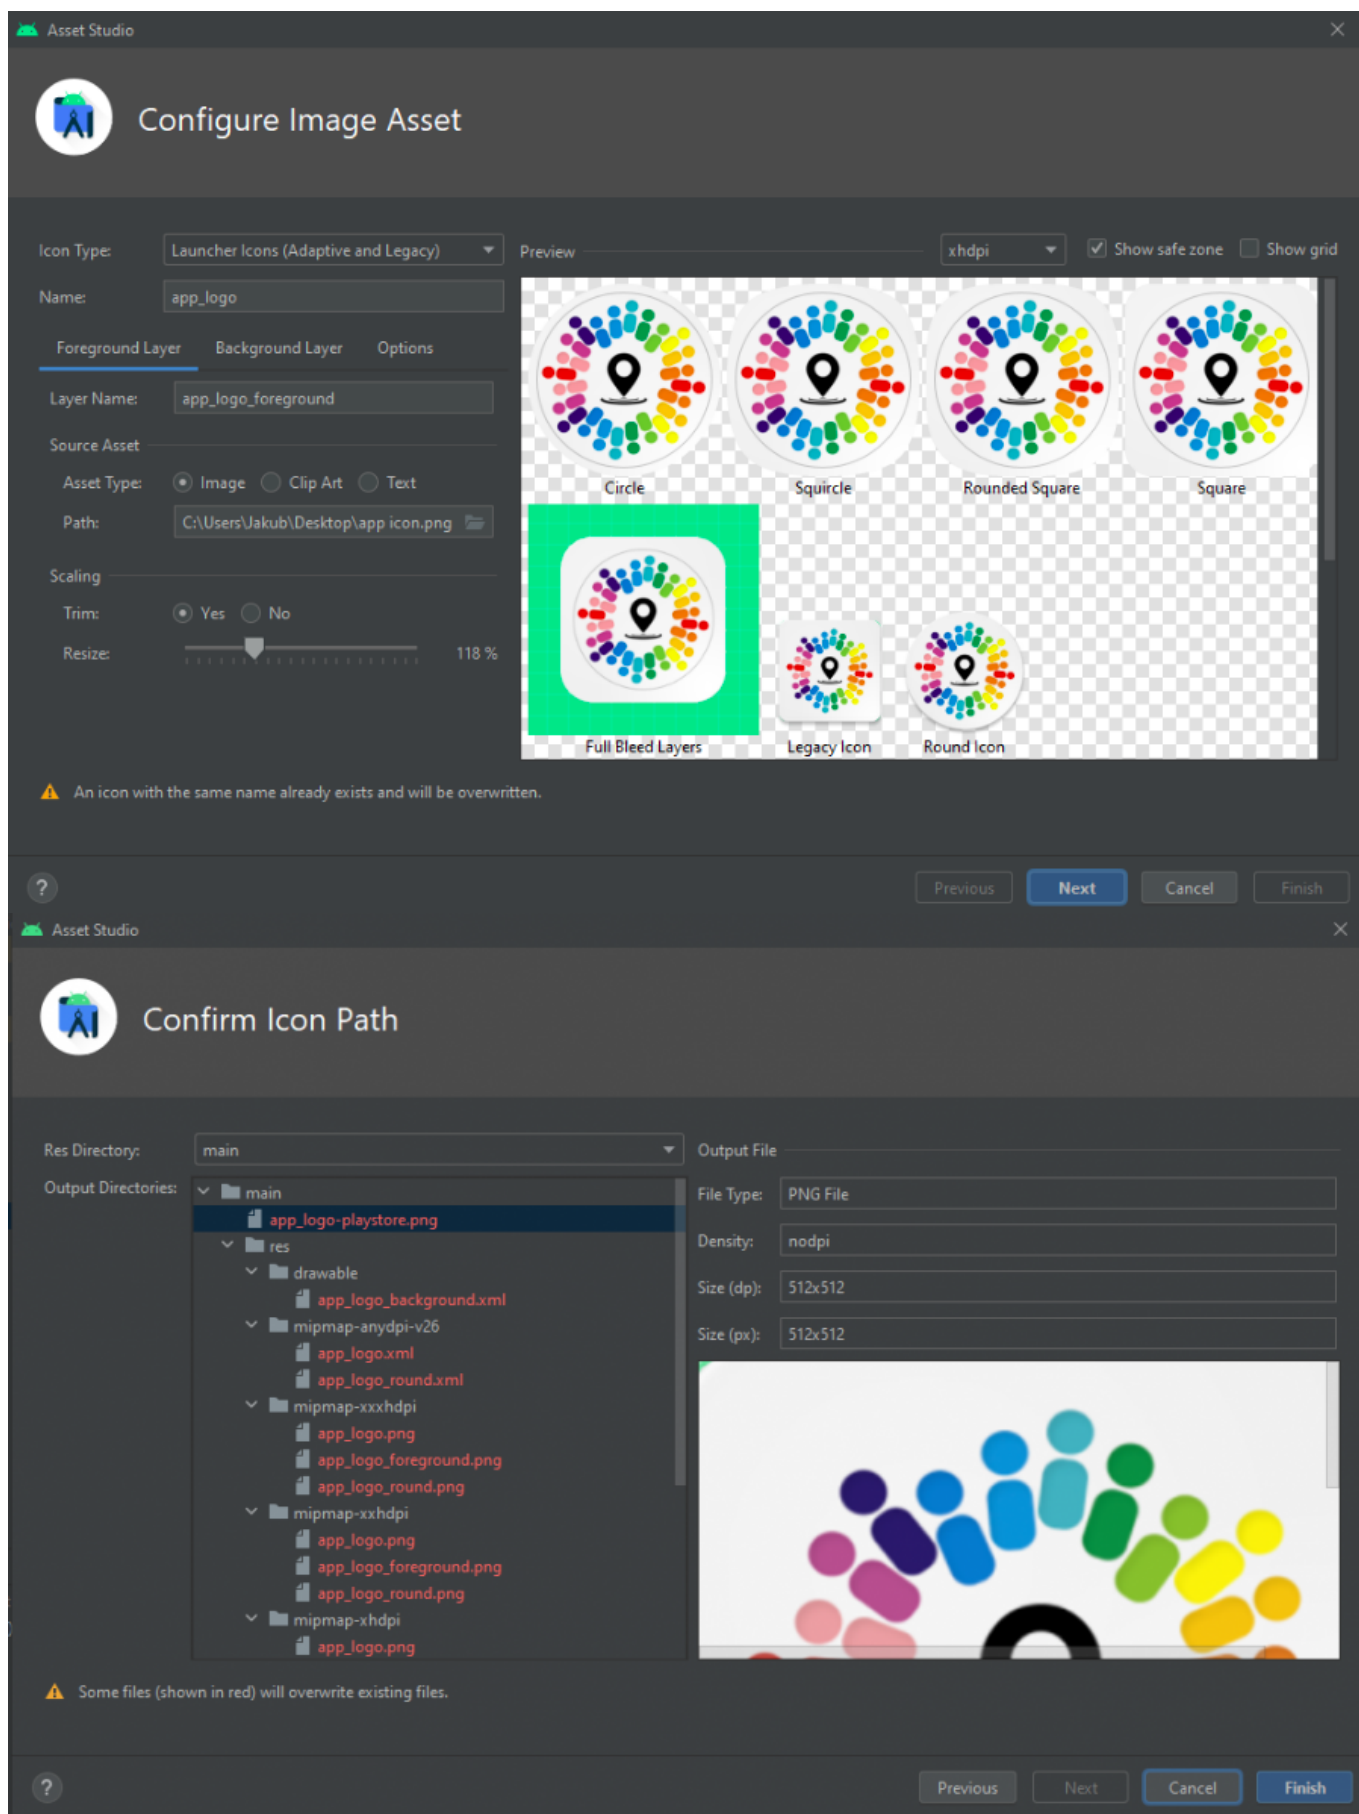 Asset Studio
Configure Image Asset
Icon Type: Launcher Icons (Adaptive and Legacy)
Name: app_logo
Foreground Layer Background Layer Options
Layer Name: app_logo_foreground
Source Asset
Asset Type: Image Clip Art Text
Path: C:\Users\Jakub\Desktop\app icon.png
Scaling
Trim: Yes No
Resize: 118 %
Preview xhdpi Show safe zone Show grid
Circle Squircle Rounded Square Square
Full Bleed Layers Legacy Icon Round Icon
An icon with the same name already exists and will be overwritten.
? Previous Next Cancel Finish
Asset Studio
Confirm Icon Path
Res Directory: main
Output Directories: main
app_logo-playstore.png
res
drawable
app_logo_background.xml
mipmap-anydpi-v26
app_logo.xml
app_logo_round.xml
mipmap-xxxhdpi
app_logo.png
app_logo_foreground.png
app_logo_round.png
mipmap-xxhdpi
app_logo.png
app_logo_foreground.png
app_logo_round.png
mipmap-xhdpi
app_logo.png
Output File
File Type: PNG File
Density: nodpi
Size (dp): 512x512
Size (px): 512x512
Some files (shown in red) will overwrite existing files.
? Previous Next Cancel Finish